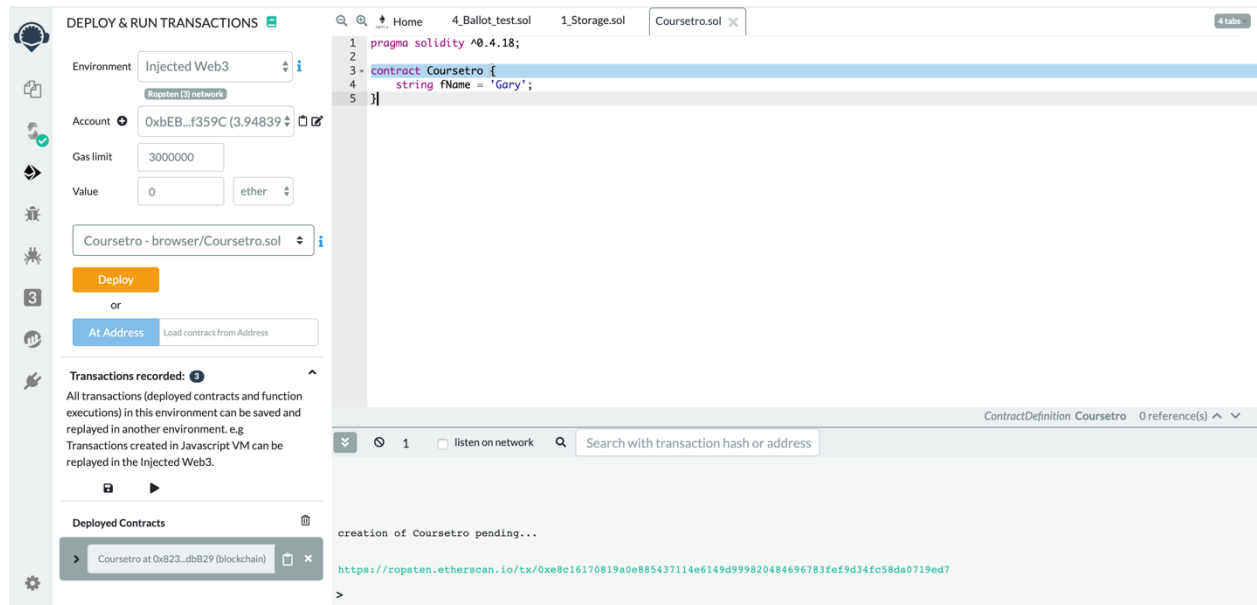 DEPLOY & RUN TRANSACTIONS
Environment Injected Web3
Ropsten (3) network
Account 0xbEB...f359C (3.94839
Gas limit 3000000
Value 0 ether
Coursetro - browser/Coursetro.sol
Deploy
or
At Address Load contract from Address
Transactions recorded: 3
All transactions (deployed contracts and function
executions) in this environment can be saved and
replayed in another environment. e.g
Transactions created in Javascript VM can be
replayed in the Injected Web3.
Deployed Contracts
Coursetro at 0x823...dbB29 (blockchain)
Home 4_Ballot_test.sol 1_Storage.sol Coursetro.sol
4 tabs
1 pragma solidity ^0.4.18;
2
3 contract Coursetro {
4 string fName = 'Gary';
5 }
ContractDefinition Coursetro 0 reference(s)
1 listen on network Search with transaction hash or address
creation of Coursetro pending...
https://ropsten.etherscan.io/tx/0xe8c16170819a0e885437114e6149d999820484696783fef9d34fc58da0719ed7
>